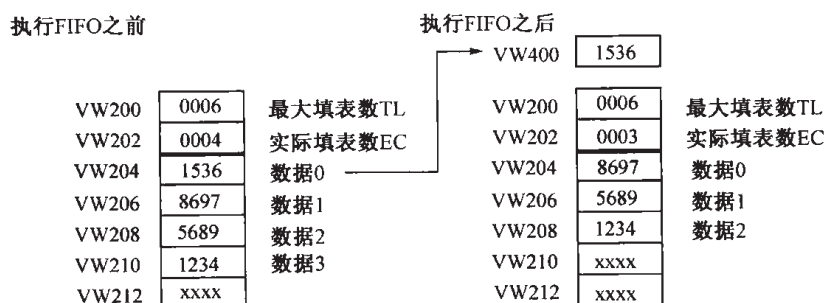 执行FIFO之前
VW200 0006 最大填表数TL
VW202 0004 实际填表数EC
VW204 1536 数据0
VW206 8697 数据1
VW208 5689 数据2
VW210 1234 数据3
VW212 xxxx
执行FIFO之后
VW400 1536
VW200 0006 最大填表数TL
VW202 0003 实际填表数EC
VW204 8697 数据0
VW206 5689 数据1
VW208 1234 数据2
VW210 xxxx
VW212 xxxx